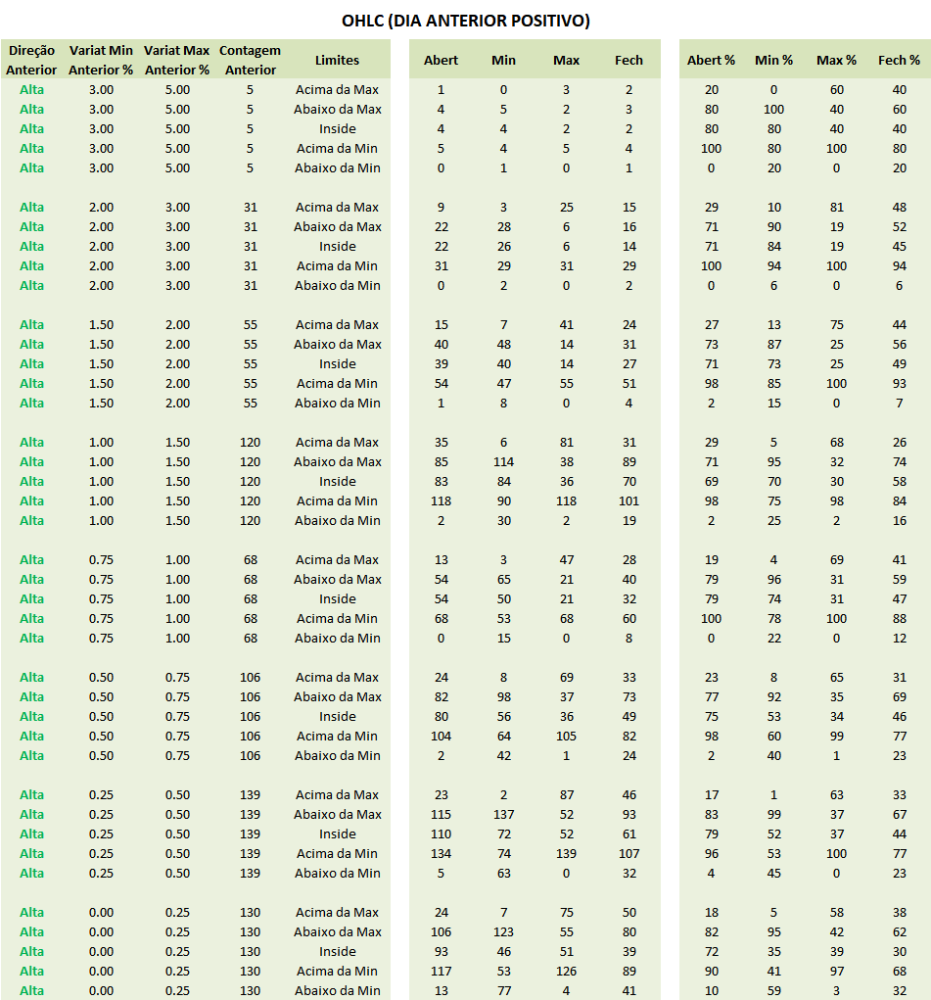 OHLC (DIA ANTERIOR POSITIVO)
Direção Anterior Variat Min Anterior % Variat Max Anterior % Contagem Anterior Limites Abert Min Max Fech Abert % Min % Max % Fech %
Alta 3.00 5.00 5 Acima da Max 1 0 3 2 20 0 60 40
Alta 3.00 5.00 5 Abaixo da Max 4 5 2 3 80 100 40 60
Alta 3.00 5.00 5 Inside 4 4 2 2 80 80 40 40
Alta 3.00 5.00 5 Acima da Min 5 4 5 4 100 80 100 80
Alta 3.00 5.00 5 Abaixo da Min 0 1 0 1 0 20 0 20
Alta 2.00 3.00 31 Acima da Max 9 3 25 15 29 10 81 48
Alta 2.00 3.00 31 Abaixo da Max 22 28 6 16 71 90 19 52
Alta 2.00 3.00 31 Inside 22 26 6 14 71 84 19 45
Alta 2.00 3.00 31 Acima da Min 31 29 31 29 100 94 100 94
Alta 2.00 3.00 31 Abaixo da Min 0 2 0 2 0 6 0 6
Alta 1.50 2.00 55 Acima da Max 15 7 41 24 27 13 75 44
Alta 1.50 2.00 55 Abaixo da Max 40 48 14 31 73 87 25 56
Alta 1.50 2.00 55 Inside 39 40 14 27 71 73 25 49
Alta 1.50 2.00 55 Acima da Min 54 47 55 51 98 85 100 93
Alta 1.50 2.00 55 Abaixo da Min 1 8 0 4 2 15 0 7
Alta 1.00 1.50 120 Acima da Max 35 6 81 31 29 5 68 26
Alta 1.00 1.50 120 Abaixo da Max 85 114 38 89 71 95 32 74
Alta 1.00 1.50 120 Inside 83 84 36 70 69 70 30 58
Alta 1.00 1.50 120 Acima da Min 118 90 118 101 98 75 98 84
Alta 1.00 1.50 120 Abaixo da Min 2 30 2 19 2 25 2 16
Alta 0.75 1.00 68 Acima da Max 13 3 47 28 19 4 69 41
Alta 0.75 1.00 68 Abaixo da Max 54 65 21 40 79 96 31 59
Alta 0.75 1.00 68 Inside 54 50 21 32 79 74 31 47
Alta 0.75 1.00 68 Acima da Min 68 53 68 60 100 78 100 88
Alta 0.75 1.00 68 Abaixo da Min 0 15 0 8 0 22 0 12
Alta 0.50 0.75 106 Acima da Max 24 8 69 33 23 8 65 31
Alta 0.50 0.75 106 Abaixo da Max 82 98 37 73 77 92 35 69
Alta 0.50 0.75 106 Inside 80 56 36 49 75 53 34 46
Alta 0.50 0.75 106 Acima da Min 104 64 105 82 98 60 99 77
Alta 0.50 0.75 106 Abaixo da Min 2 42 1 24 2 40 1 23
Alta 0.25 0.50 139 Acima da Max 23 2 87 46 17 1 63 33
Alta 0.25 0.50 139 Abaixo da Max 115 137 52 93 83 99 37 67
Alta 0.25 0.50 139 Inside 110 72 52 61 79 52 37 44
Alta 0.25 0.50 139 Acima da Min 134 74 139 107 96 53 100 77
Alta 0.25 0.50 139 Abaixo da Min 5 63 0 32 4 45 0 23
Alta 0.00 0.25 130 Acima da Max 24 7 75 50 18 5 58 38
Alta 0.00 0.25 130 Abaixo da Max 106 123 55 80 82 95 42 62
Alta 0.00 0.25 130 Inside 93 46 51 39 72 35 39 30
Alta 0.00 0.25 130 Acima da Min 117 53 126 89 90 41 97 68
Alta 0.00 0.25 130 Abaixo da Min 13 77 4 41 10 59 3 32